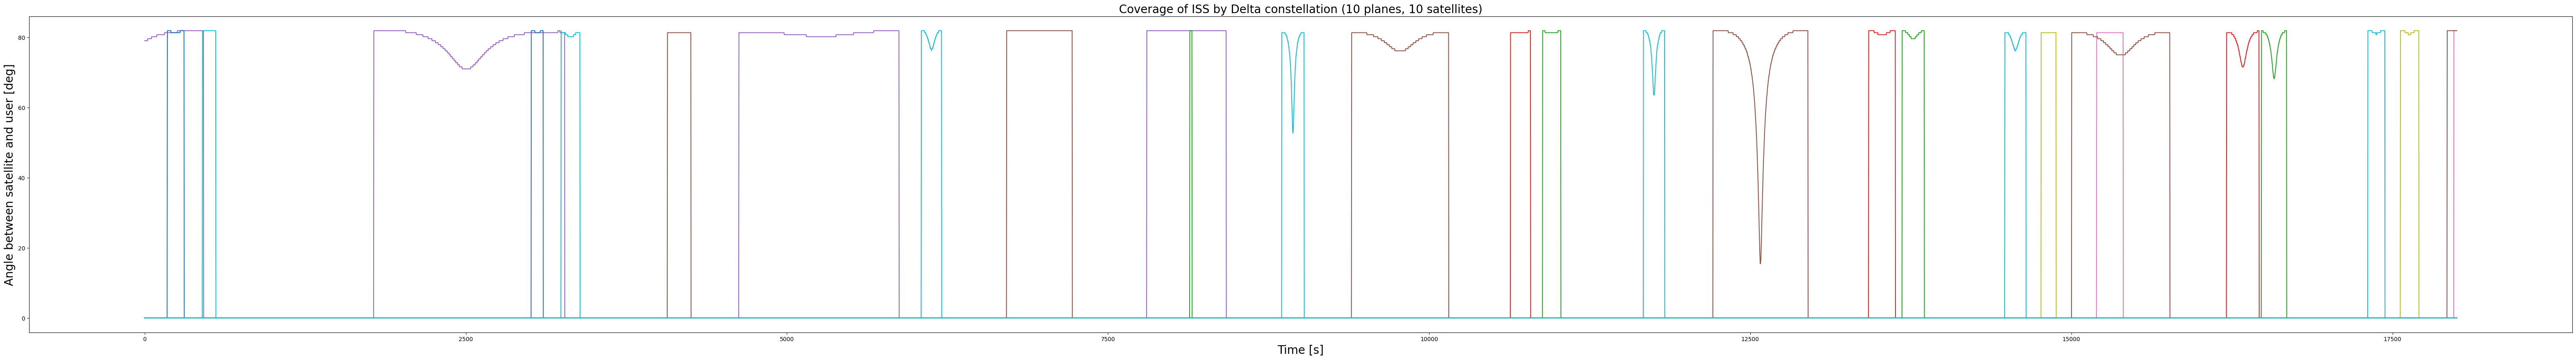 Coverage of ISS by Delta constellation (10 planes, 10 satellites)
Angle between satellite and user [deg]
80
60
40
20
0
0 2500 5000 7500 10000 12500 15000 17500
Time [s]